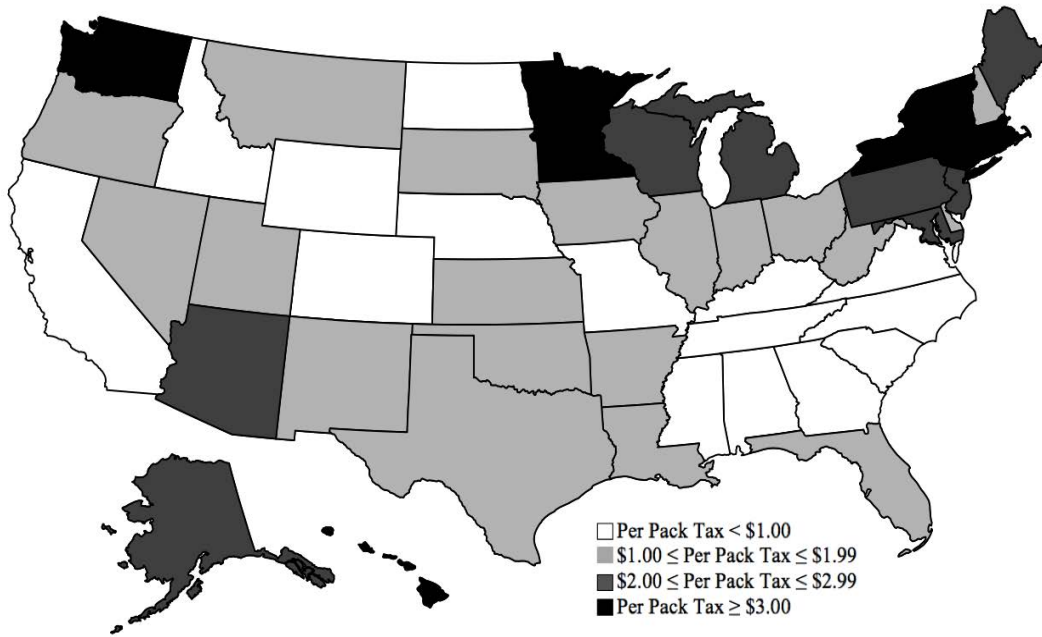 Per Pack Tax < $1.00
$1.00 ≤ Per Pack Tax ≤ $1.99
$2.00 ≤ Per Pack Tax ≤ $2.99
Per Pack Tax ≥ $3.00